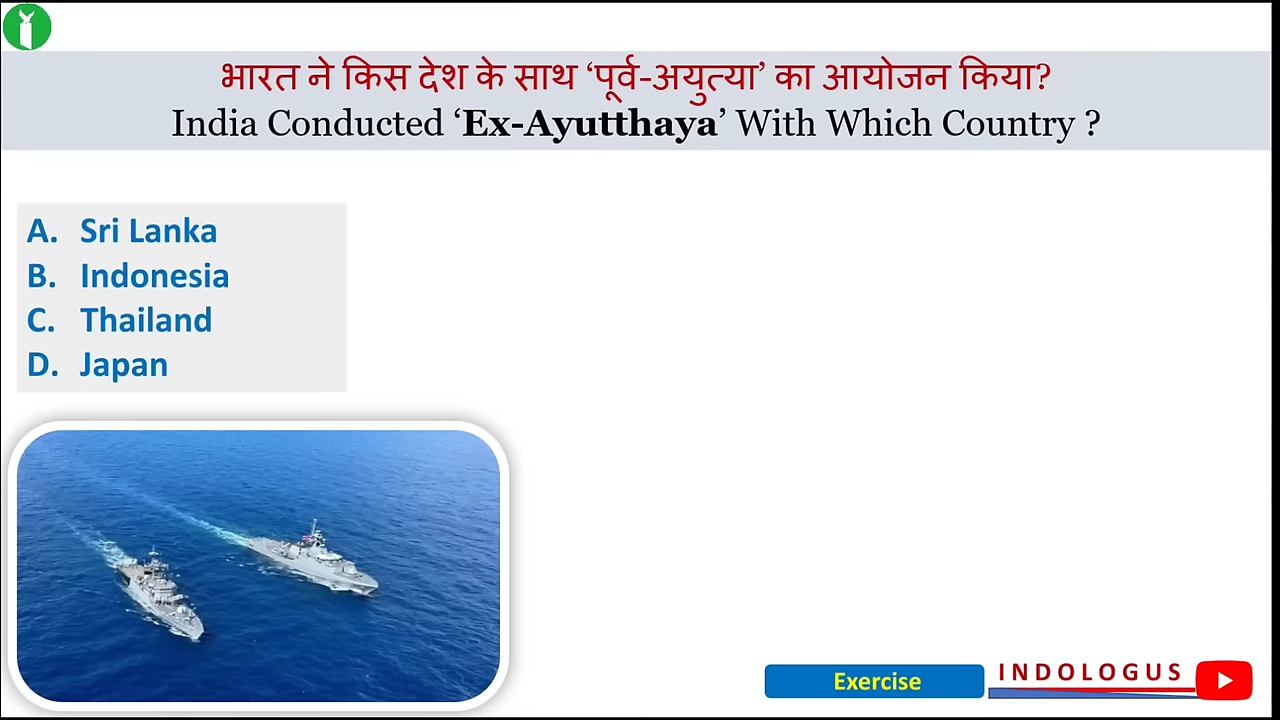 भारत ने किस देश के साथ ‘पूर्व-अयुत्या’ का आयोजन किया?
India Conducted ‘Ex-Ayutthaya’ With Which Country ?
A. Sri Lanka
B. Indonesia
C. Thailand
D. Japan
Exercise
INDOLOGUS